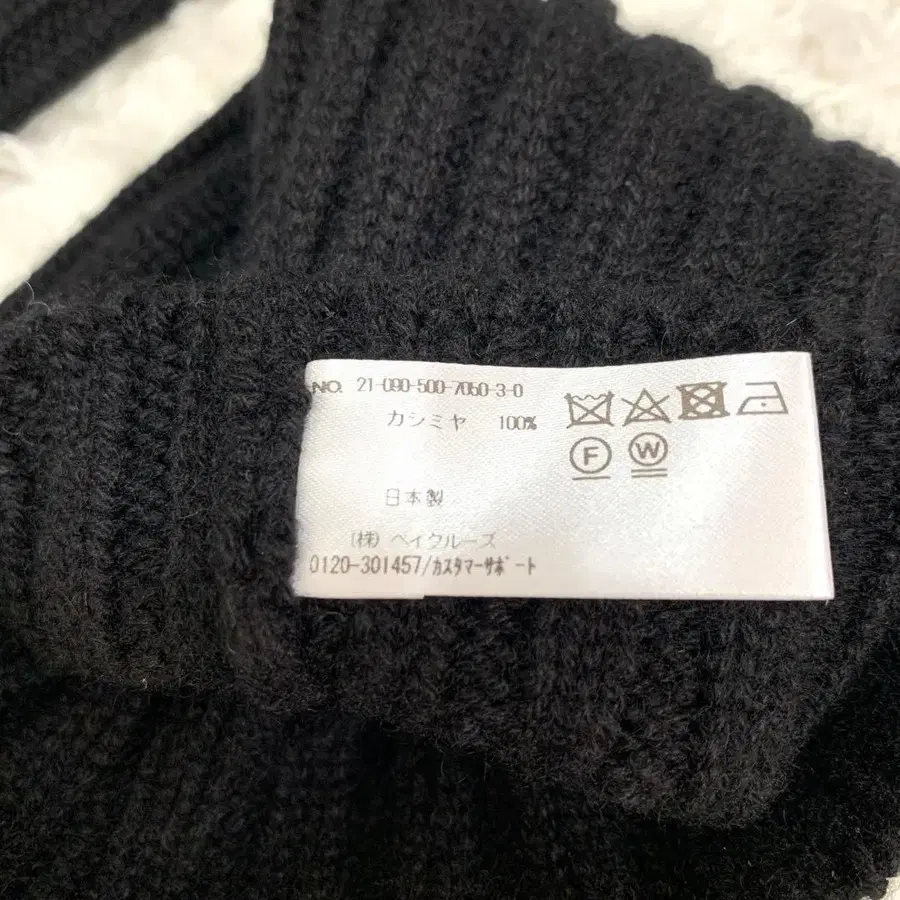 NO. 21-090-500-7050-3-0
カシミヤ 100%
F W
日本製
(株) ベイクルーズ
0120-301457/カスタマーサポート